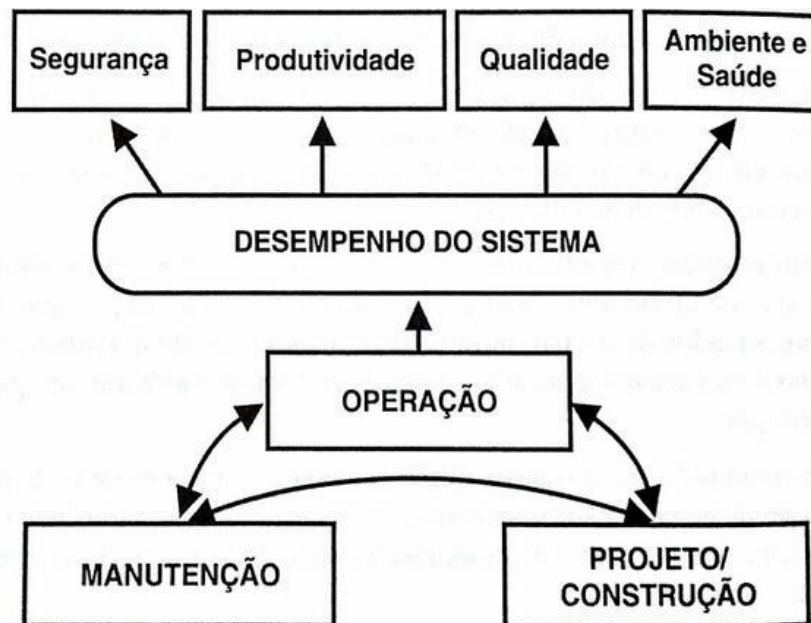 Segurança
Produtividade
Qualidade
Ambiente e
Saúde
DESEMPENHO DO SISTEMA
OPERAÇÃO
MANUTENÇÃO
PROJETO/
CONSTRUÇÃO